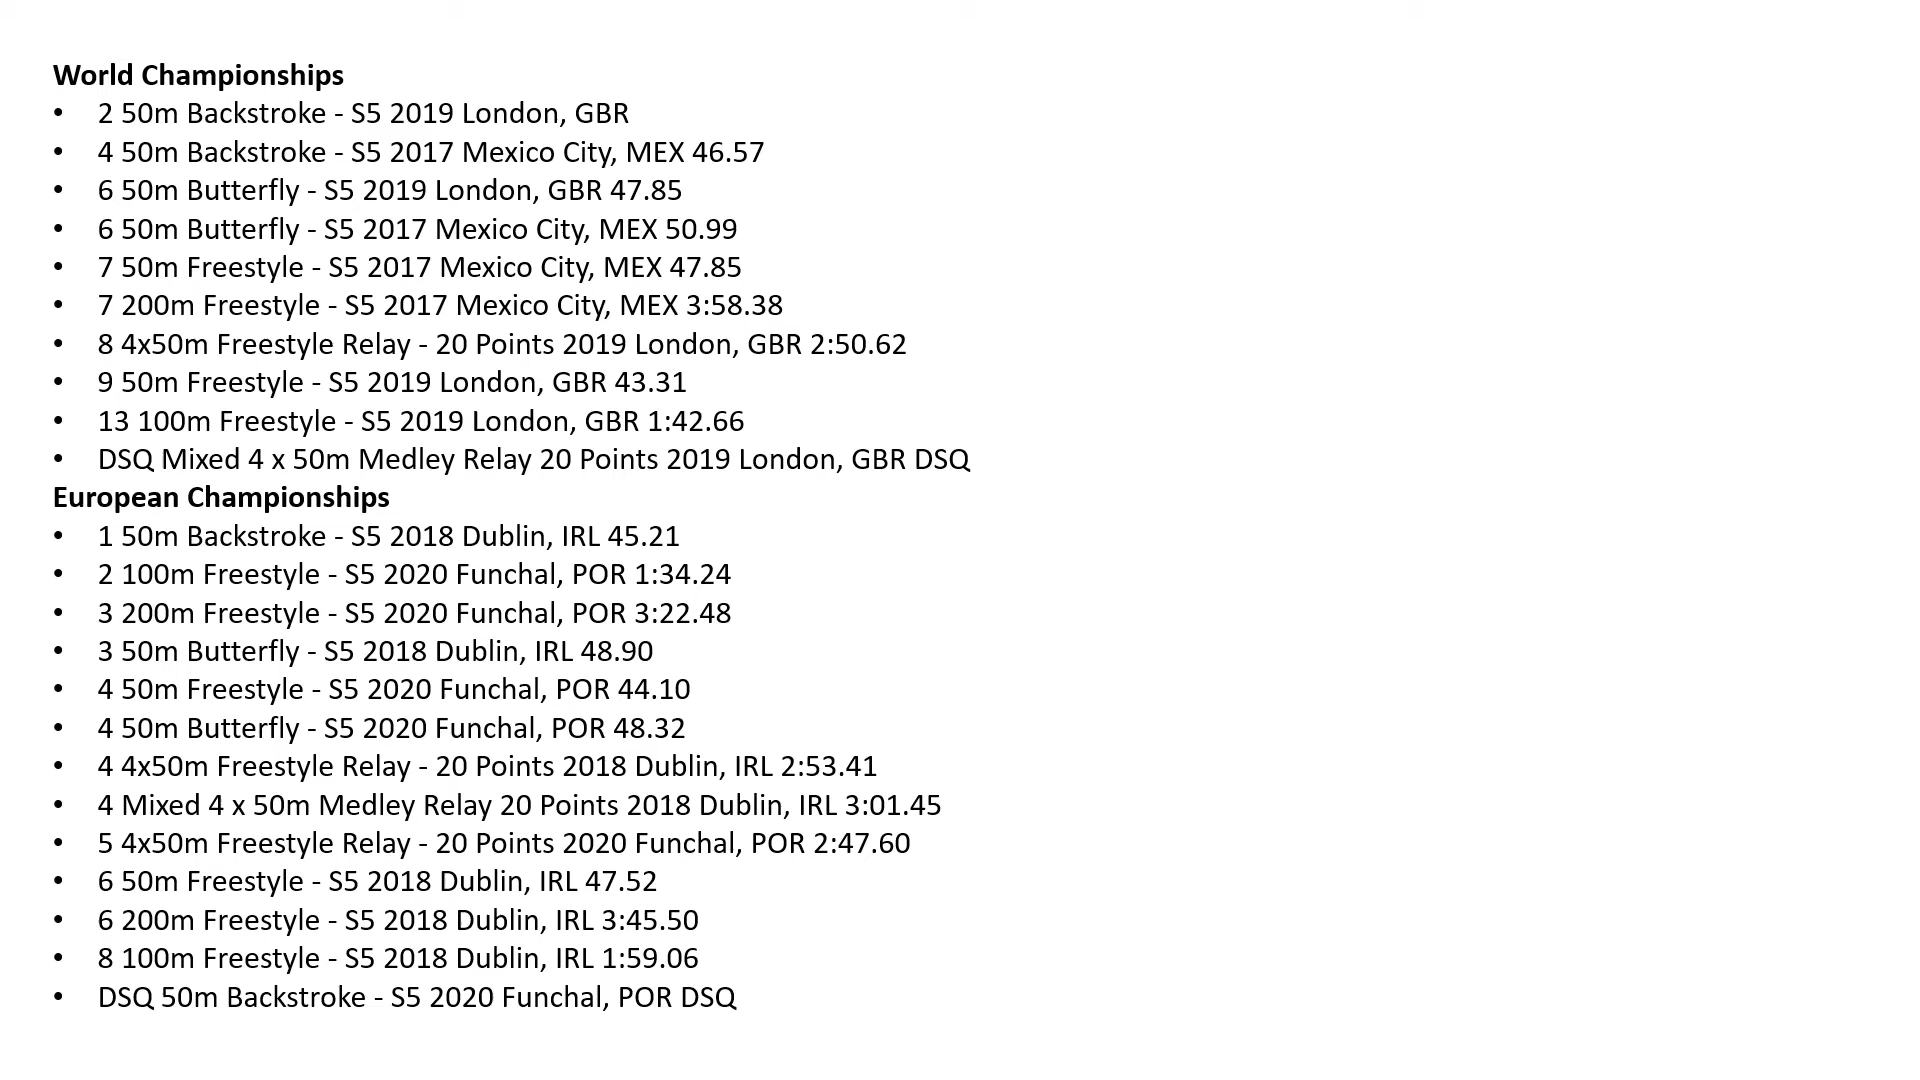 World Championships
• 2 50m Backstroke - S5 2019 London, GBR
• 4 50m Backstroke - S5 2017 Mexico City, MEX 46.57
• 6 50m Butterfly - S5 2019 London, GBR 47.85
• 6 50m Butterfly - S5 2017 Mexico City, MEX 50.99
• 7 50m Freestyle - S5 2017 Mexico City, MEX 47.85
• 7 200m Freestyle - S5 2017 Mexico City, MEX 3:58.38
• 8 4x50m Freestyle Relay - 20 Points 2019 London, GBR 2:50.62
• 9 50m Freestyle - S5 2019 London, GBR 43.31
• 13 100m Freestyle - S5 2019 London, GBR 1:42.66
• DSQ Mixed 4 x 50m Medley Relay 20 Points 2019 London, GBR DSQ
European Championships
• 1 50m Backstroke - S5 2018 Dublin, IRL 45.21
• 2 100m Freestyle - S5 2020 Funchal, POR 1:34.24
• 3 200m Freestyle - S5 2020 Funchal, POR 3:22.48
• 3 50m Butterfly - S5 2018 Dublin, IRL 48.90
• 4 50m Freestyle - S5 2020 Funchal, POR 44.10
• 4 50m Butterfly - S5 2020 Funchal, POR 48.32
• 4 4x50m Freestyle Relay - 20 Points 2018 Dublin, IRL 2:53.41
• 4 Mixed 4 x 50m Medley Relay 20 Points 2018 Dublin, IRL 3:01.45
• 5 4x50m Freestyle Relay - 20 Points 2020 Funchal, POR 2:47.60
• 6 50m Freestyle - S5 2018 Dublin, IRL 47.52
• 6 200m Freestyle - S5 2018 Dublin, IRL 3:45.50
• 8 100m Freestyle - S5 2018 Dublin, IRL 1:59.06
• DSQ 50m Backstroke - S5 2020 Funchal, POR DSQ